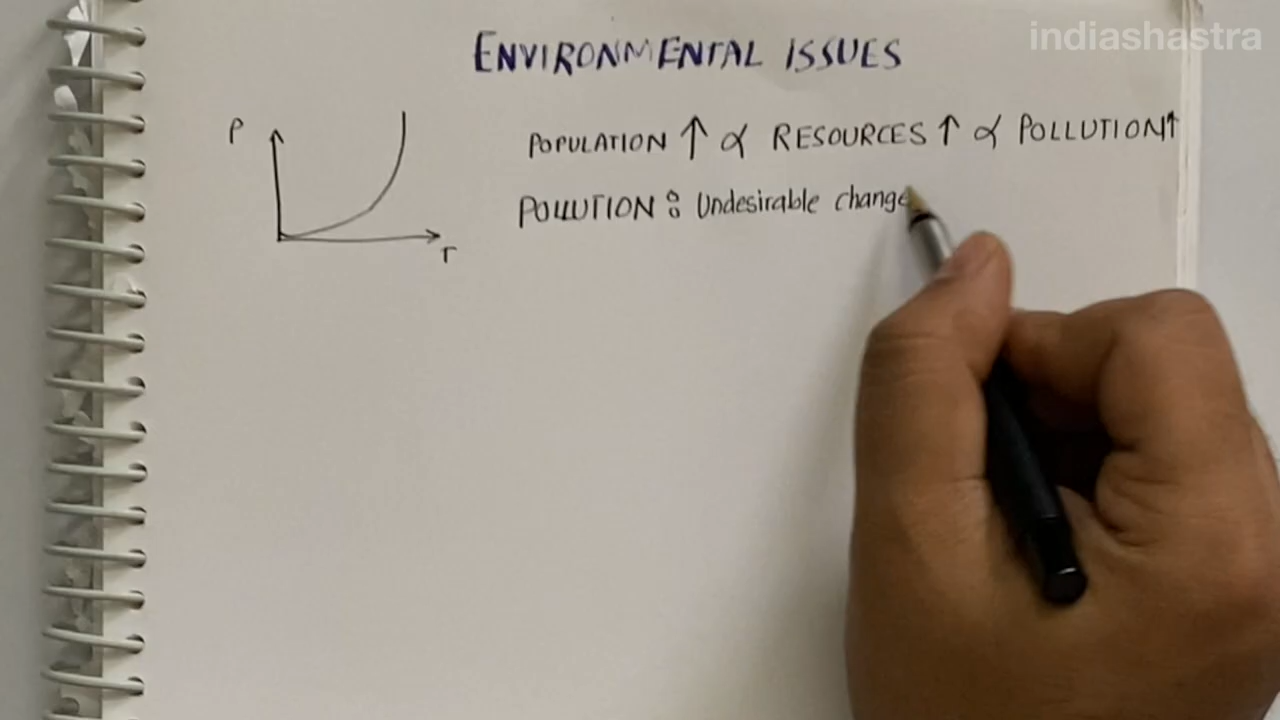 indiashastra
ENVIRONMENTAL ISSUES
P
POPULATION ↑ ∝ RESOURCES ↑ ∝ POLLUTION↑
POLLUTION : Undesirable change
T